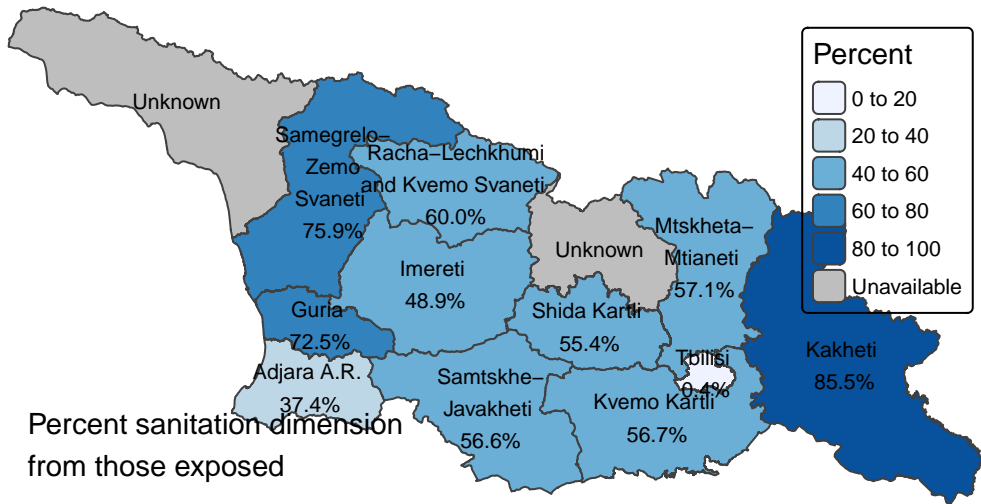 Unknown
Samegrelo–
Zemo
Svaneti
75.9%
Racha–Lechkhumi
and Kvemo Svaneti
60.0%
Imereti
48.9%
Unknown
Mtskheta–
Mtianeti
57.1%
Guria
72.5%
Shida Kartli
55.4%
Tbilisi
0.4%
Kakheti
85.5%
Adjara A.R.
37.4%
Samtskhe–
Javakheti
56.6%
Kvemo Kartli
56.7%
Percent
0 to 20
20 to 40
40 to 60
60 to 80
80 to 100
Unavailable
Percent sanitation dimension
from those exposed